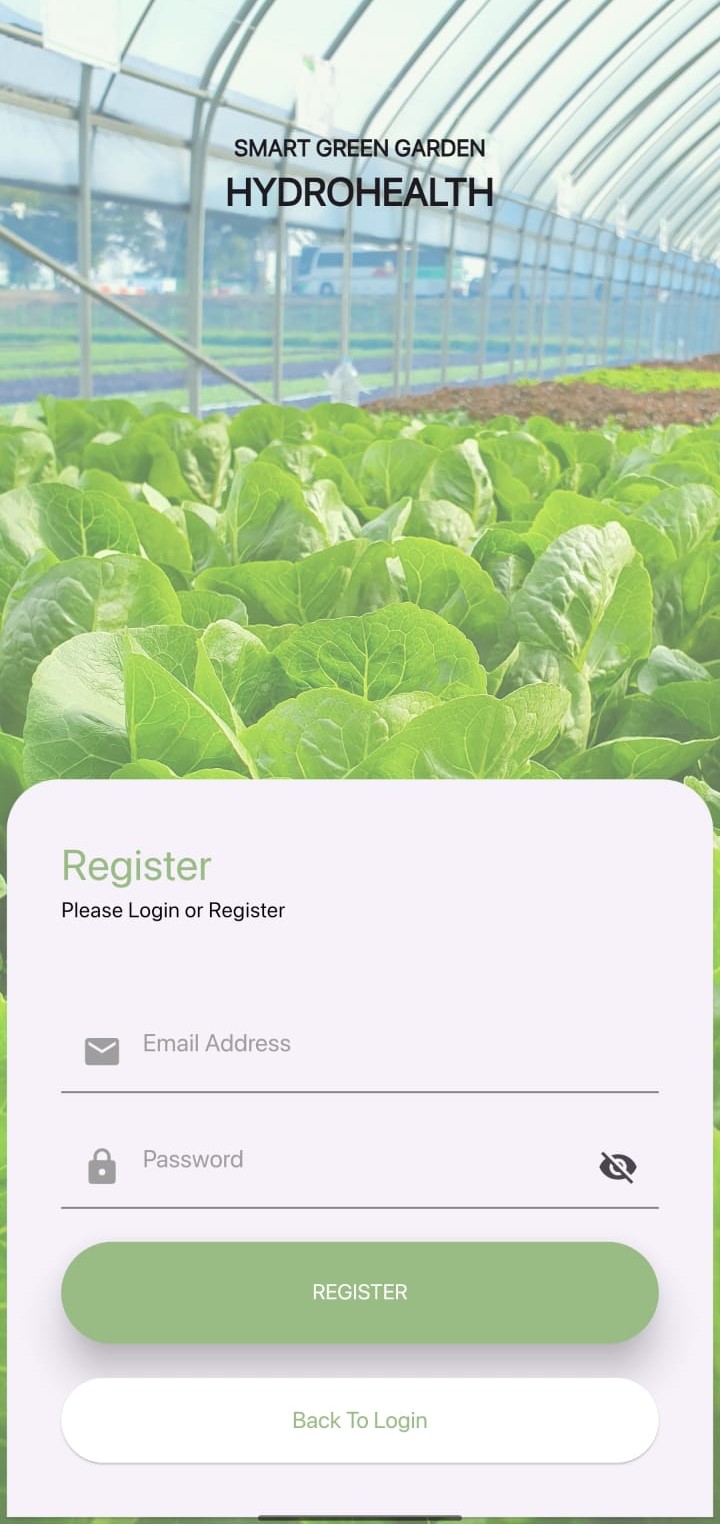 SMART GREEN GARDEN
HYDROHEALTH
Register
Please Login or Register
Email Address
Password
REGISTER
Back To Login